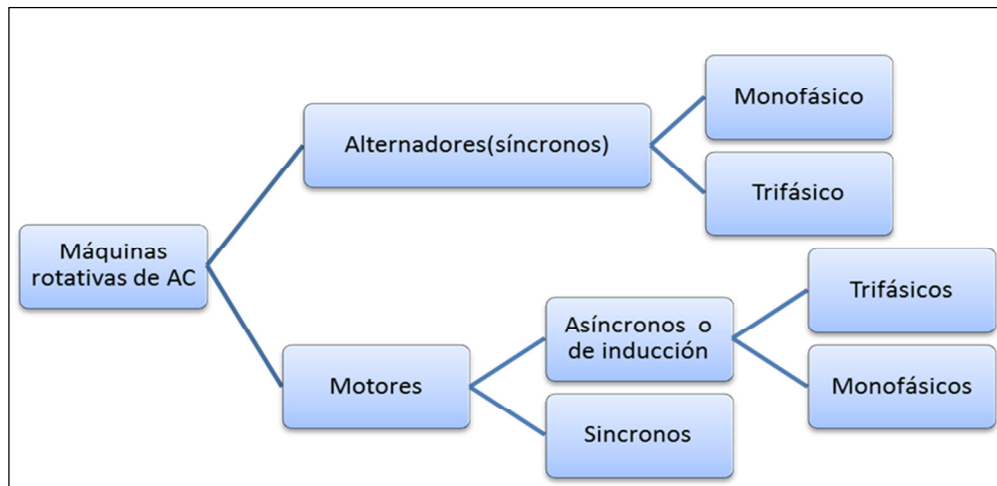 Máquinas
rotativas de AC
Alternadores(síncronos)
Monofásico
Trifásico
Motores
Asíncronos o
de inducción
Trifásicos
Monofásicos
Sincronos